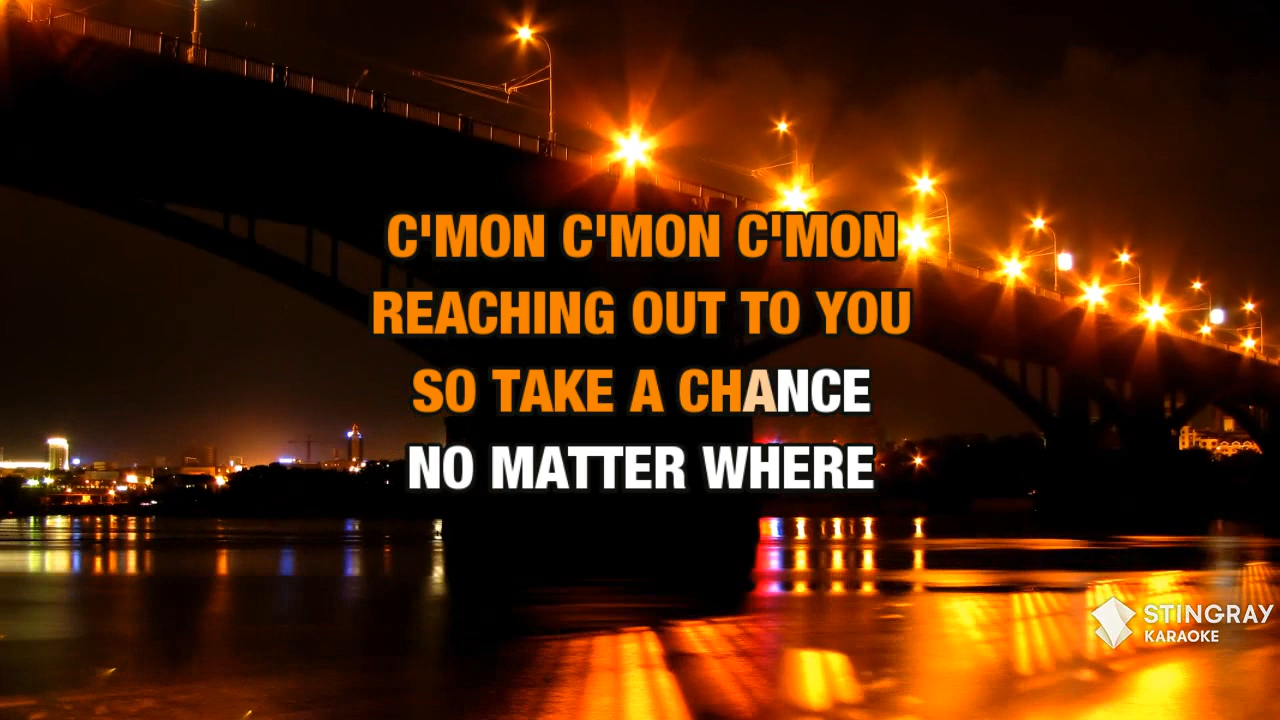 C'MON C'MON C'MON
REACHING OUT TO YOU
SO TAKE A CHANCE
NO MATTER WHERE
STINGRAY
KARAOKE